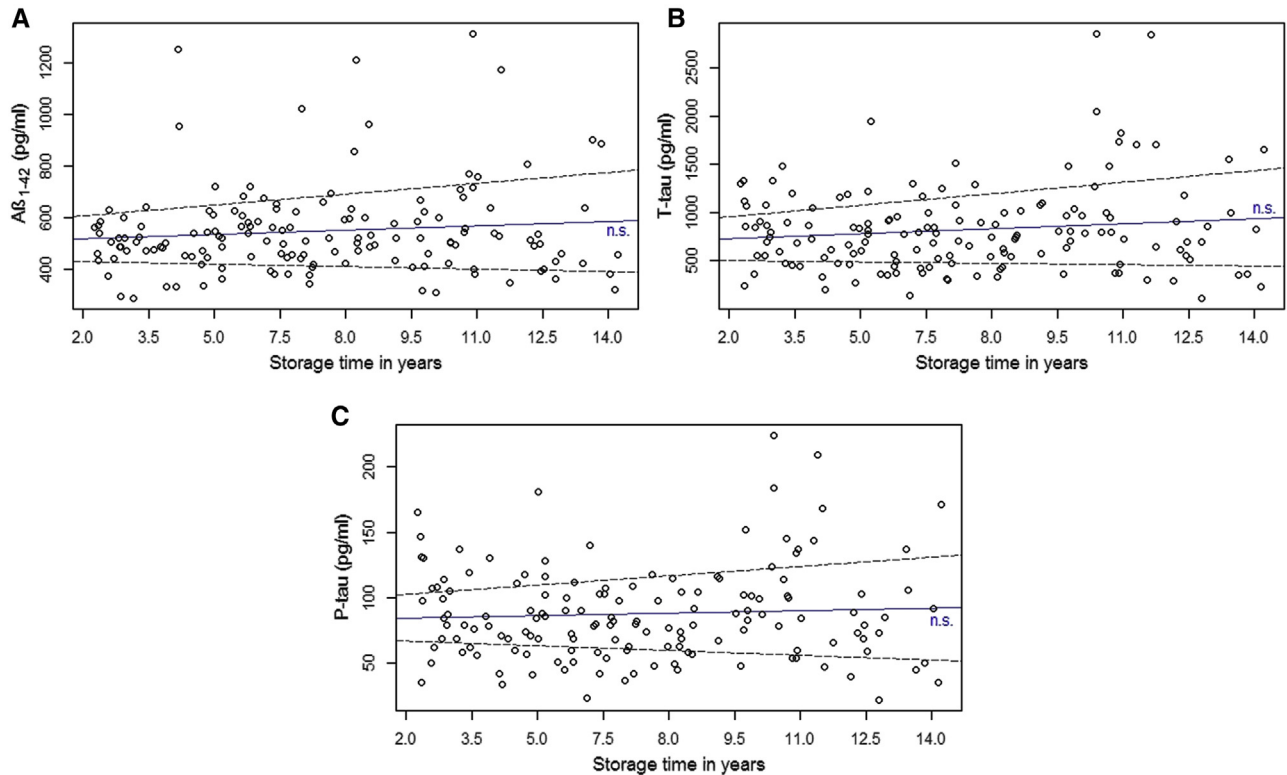 A
Aß1-42 (pg/ml)
1200
1000
800
600
400
n.s.
2.0 3.5 5.0 6.5 7.5 8.0 9.5 11.0 12.5 14.0
Storage time in years
B
T-tau (pg/ml)
2500
2000
1500
1000
500
n.s.
2.0 3.5 5.0 7.5 8.0 9.5 11.0 12.5 14.0
Storage time in years
C
P-tau (pg/ml)
200
150
100
50
n.s.
2.0 3.5 5.0 7.5 8.0 9.5 11.0 12.5 14.0
Storage time in years